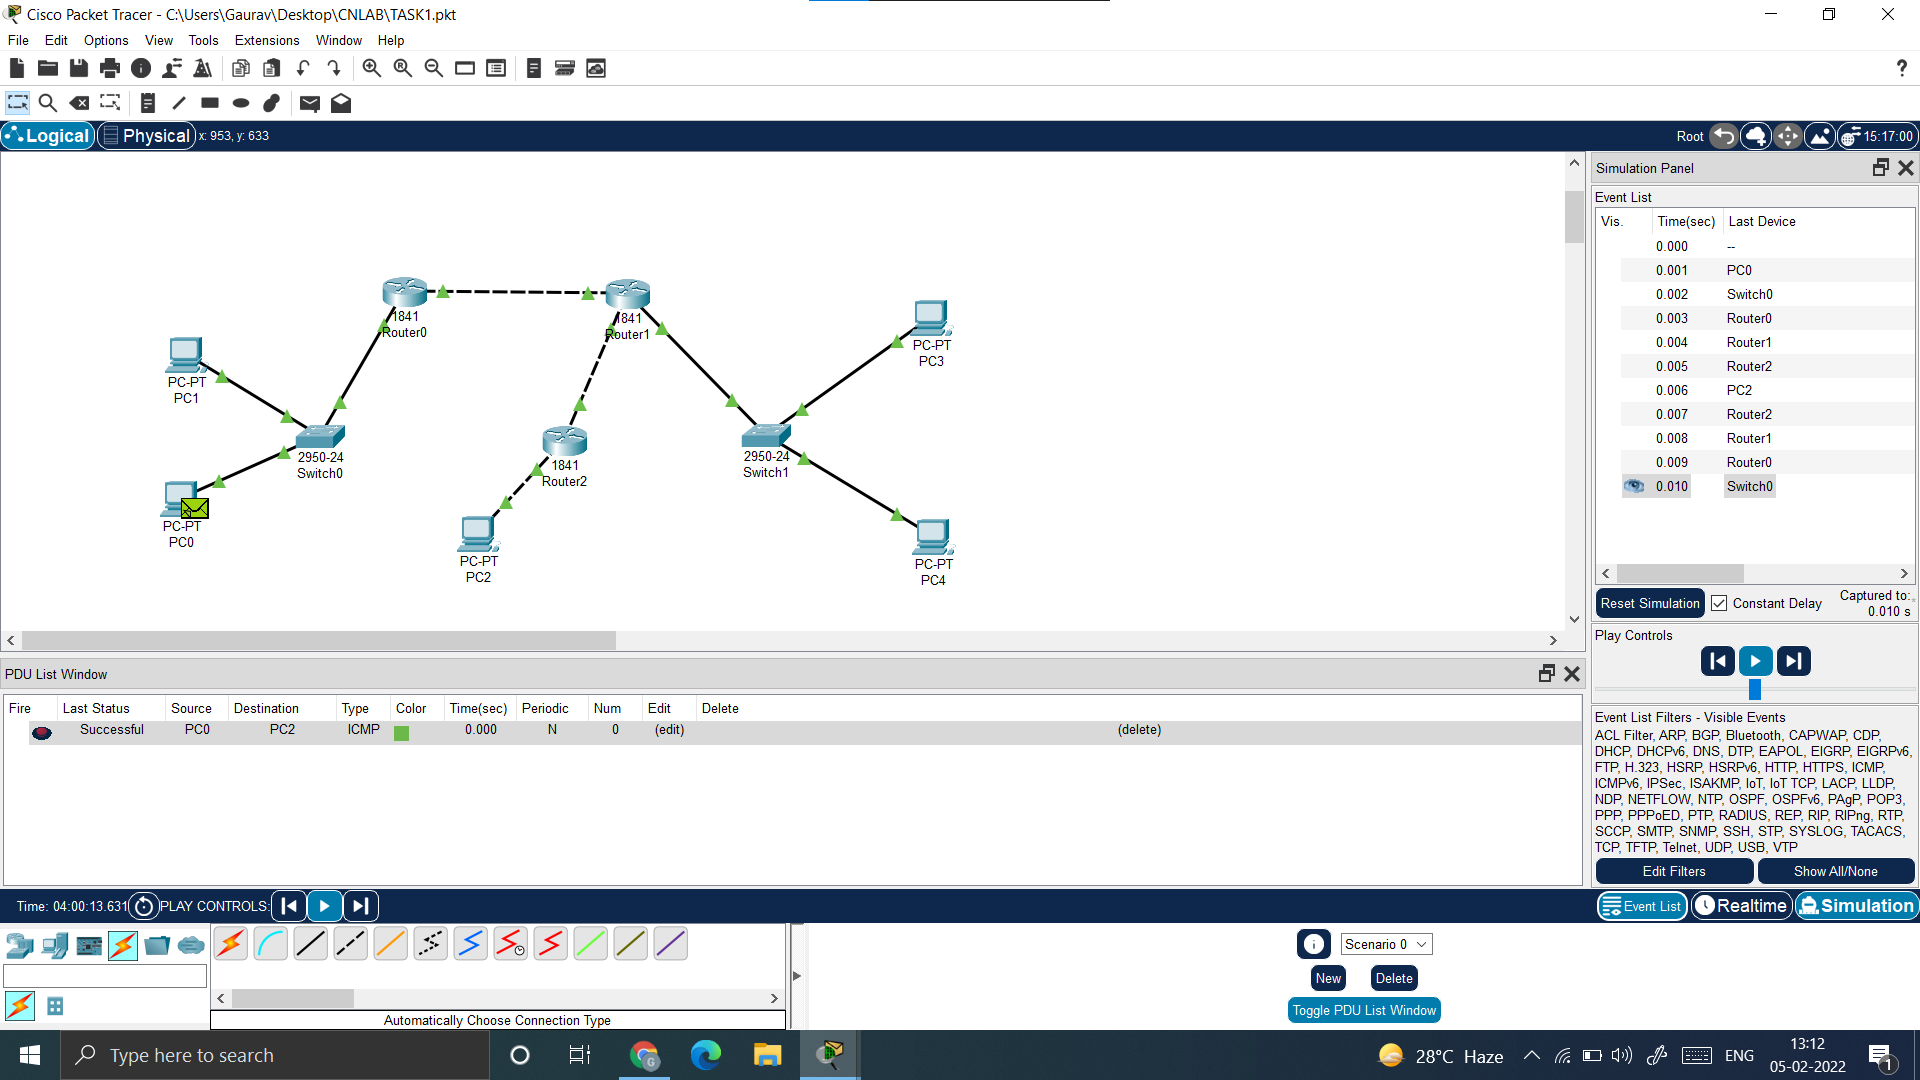 Cisco Packet Tracer - C:\Users\Gaurav\Desktop\CNLAB\TASK1.pkt
File Edit Options View Tools Extensions Window Help
?
Logical Physical x: 953, y: 633
Root 15:17:00
1841
Router0
1841
Router1
PC-PT
PC3
PC-PT
PC1
2950-24
Switch0
1841
Router2
2950-24
Switch1
PC-PT
PC0
PC-PT
PC2
PC-PT
PC4
Simulation Panel
Event List
Vis. Time(sec) Last Device
0.000 --
0.001 PC0
0.002 Switch0
0.003 Router0
0.004 Router1
0.005 Router2
0.006 PC2
0.007 Router2
0.008 Router1
0.009 Router0
0.010 Switch0
Reset Simulation Constant Delay Captured to:
0.010 s
Play Controls
Event List Filters - Visible Events
ACL Filter, ARP, BGP, Bluetooth, CAPWAP, CDP,
DHCP, DHCPv6, DNS, DTP, EAPOL, EIGRP, EIGRPv6,
FTP, H.323, HSRP, HSRPv6, HTTP, HTTPS, ICMP,
ICMPv6, IPSec, ISAKMP, IoT, IoT TCP, LACP, LLDP,
NDP, NETFLOW, NTP, OSPF, OSPFv6, PAgP, POP3,
PPP, PPPoED, PTP, RADIUS, REP, RIP, RIPng, RTP,
SCCP, SMTP, SNMP, SSH, STP, SYSLOG, TACACS,
TCP, TFTP, Telnet, UDP, USB, VTP
Edit Filters Show All/None
PDU List Window
Fire Last Status Source Destination Type Color Time(sec) Periodic Num Edit Delete
Successful PC0 PC2 ICMP 0.000 N 0 (edit) (delete)
Time: 04:00:13.631 PLAY CONTROLS:
Event List Realtime Simulation
Scenario 0
New Delete
Toggle PDU List Window
Automatically Choose Connection Type
Type here to search
28°C Haze
ENG
13:12
05-02-2022
1